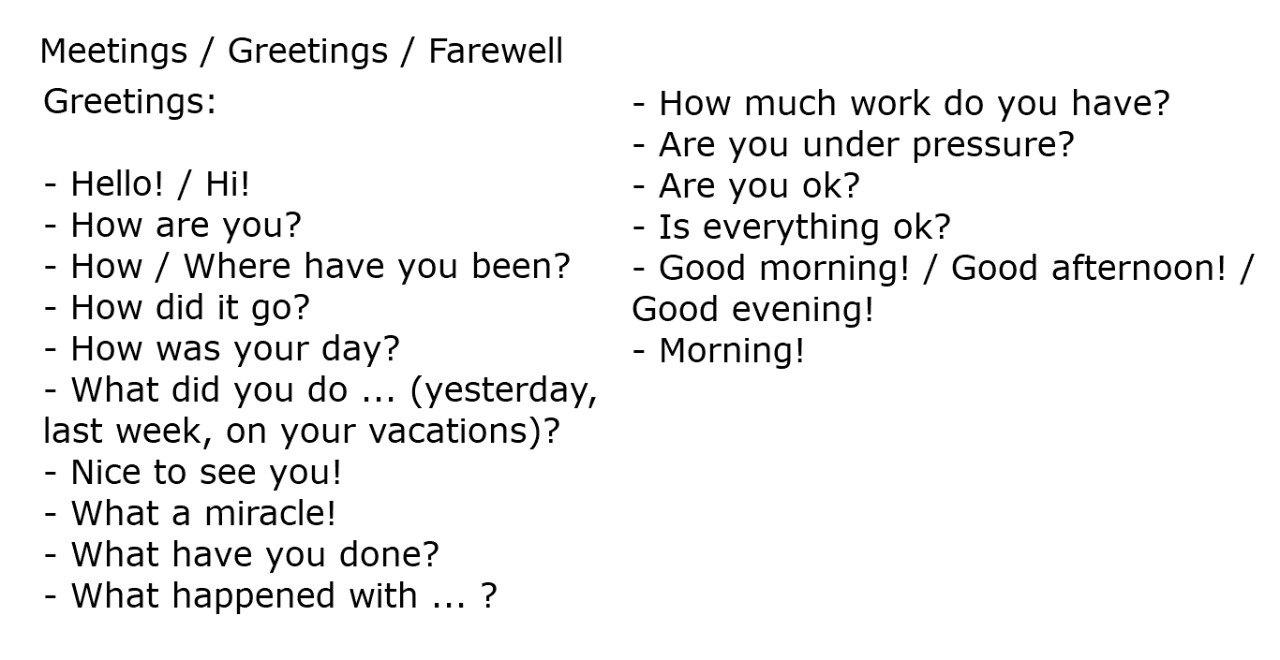 Meetings / Greetings / Farewell
Greetings:
- Hello! / Hi!
- How are you?
- How / Where have you been?
- How did it go?
- How was your day?
- What did you do ... (yesterday,
last week, on your vacations)?
- Nice to see you!
- What a miracle!
- What have you done?
- What happened with ... ?
- How much work do you have?
- Are you under pressure?
- Are you ok?
- Is everything ok?
- Good morning! / Good afternoon! /
Good evening!
- Morning!